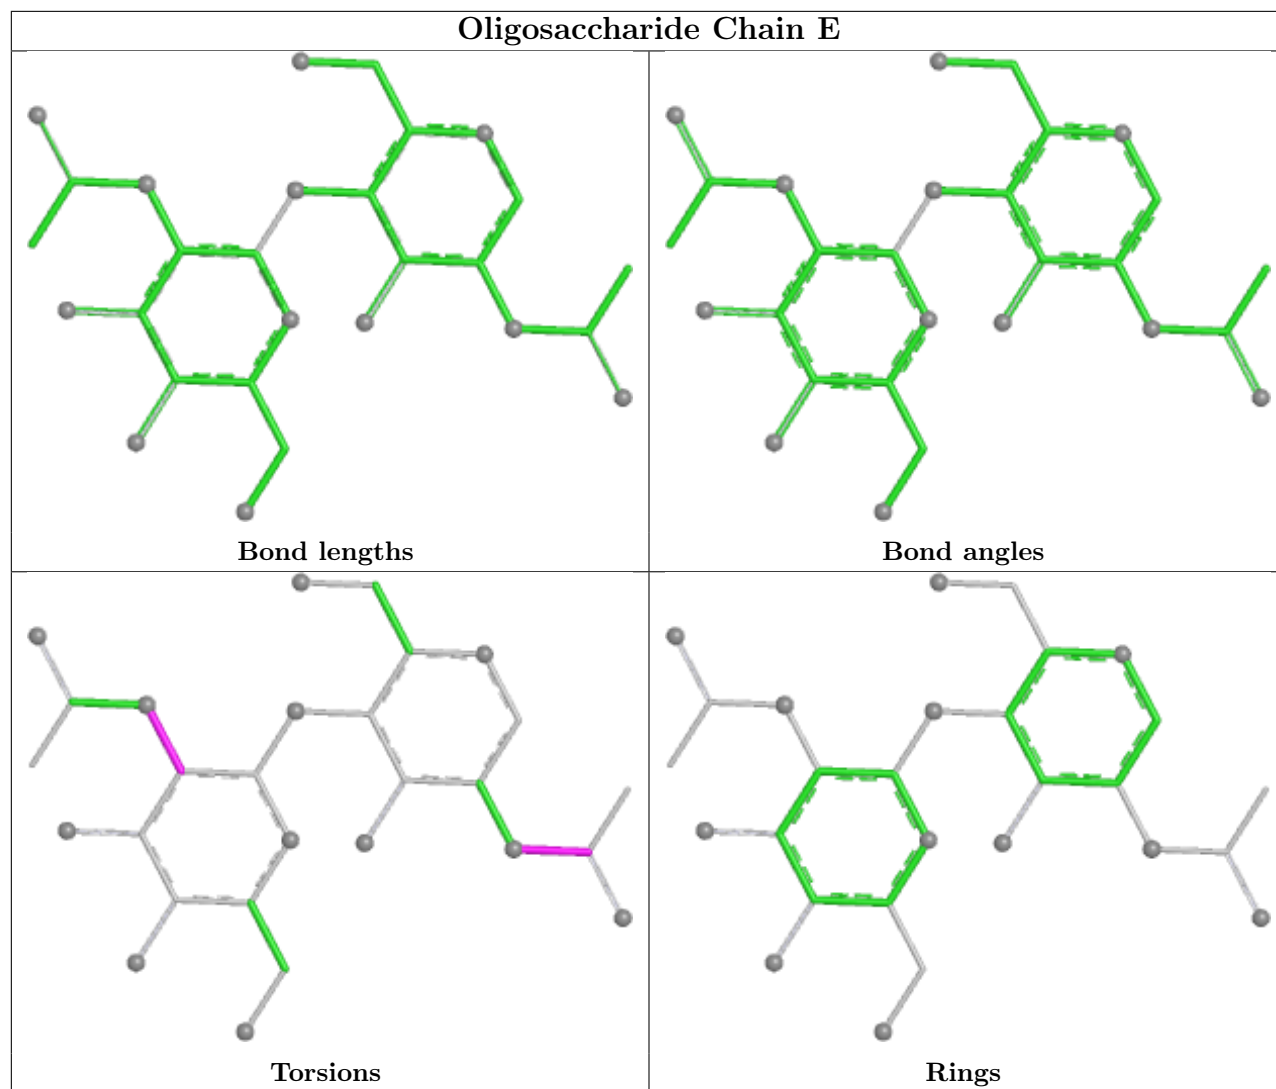 Oligosaccharide Chain E
Bond lengths
Bond angles
Torsions
Rings